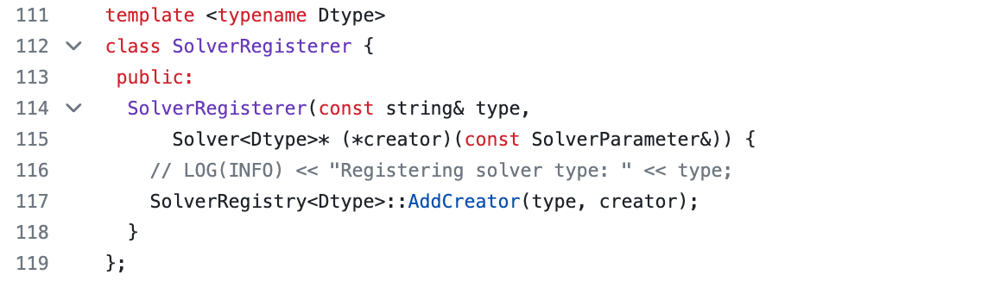 111 template <typename Dtype>
112 class SolverRegisterer {
113 public:
114 SolverRegisterer(const string& type,
115 Solver<Dtype>* (*creator)(const SolverParameter&)) {
116 // LOG(INFO) << "Registering solver type: " << type;
117 SolverRegistry<Dtype>::AddCreator(type, creator);
118 }
119 };